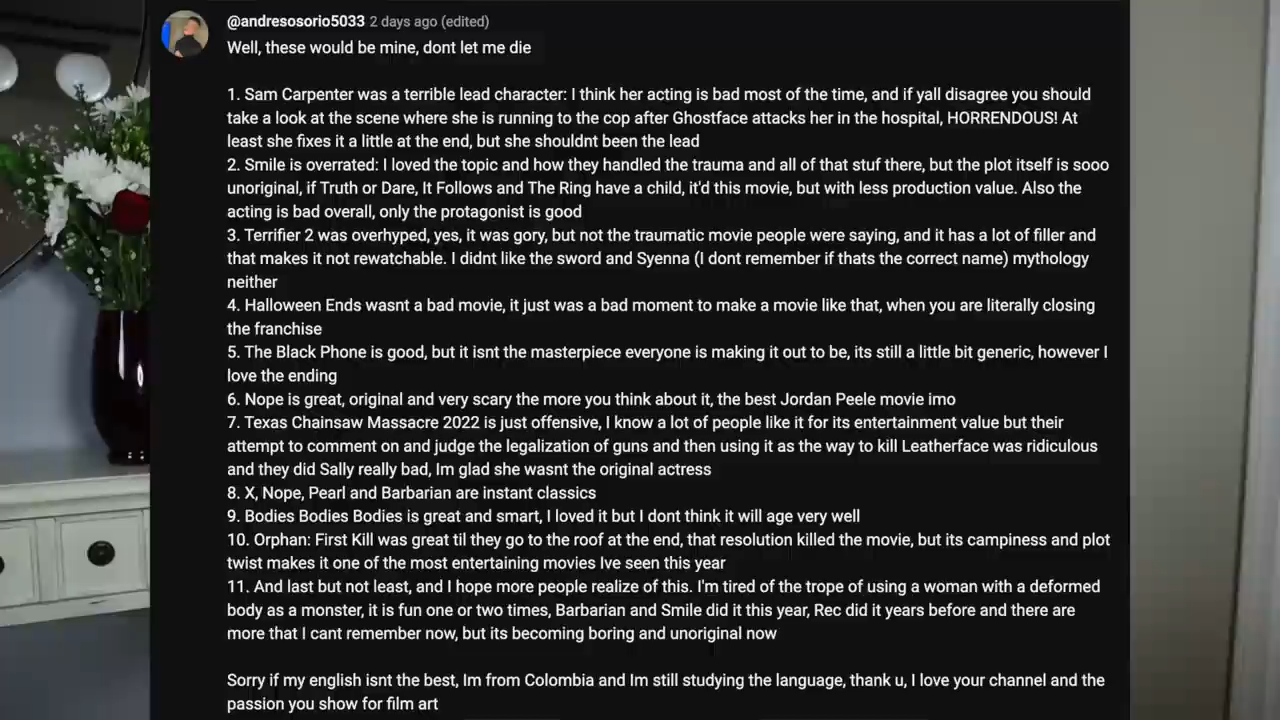 @andresosorio5033 2 days ago (edited)
Well, these would be mine, dont let me die
1. Sam Carpenter was a terrible lead character: I think her acting is bad most of the time, and if yall disagree you should
take a look at the scene where she is running to the cop after Ghostface attacks her in the hospital, HORRENDOUS! At
least she fixes it a little at the end, but she shouldnt been the lead
2. Smile is overrated: I loved the topic and how they handled the trauma and all of that stuf there, but the plot itself is sooo
unoriginal, if Truth or Dare, It Follows and The Ring have a child, it'd this movie, but with less production value. Also the
acting is bad overall, only the protagonist is good
3. Terrifier 2 was overhyped, yes, it was gory, but not the traumatic movie people were saying, and it has a lot of filler and
that makes it not rewatchable. I didnt like the sword and Syenna (I dont remember if thats the correct name) mythology
neither
4. Halloween Ends wasnt a bad movie, it just was a bad moment to make a movie like that, when you are literally closing
the franchise
5. The Black Phone is good, but it isnt the masterpiece everyone is making it out to be, its still a little bit generic, however I
love the ending
6. Nope is great, original and very scary the more you think about it, the best Jordan Peele movie imo
7. Texas Chainsaw Massacre 2022 is just offensive, I know a lot of people like it for its entertainment value but their
attempt to comment on and judge the legalization of guns and then using it as the way to kill Leatherface was ridiculous
and they did Sally really bad, Im glad she wasnt the original actress
8. X, Nope, Pearl and Barbarian are instant classics
9. Bodies Bodies Bodies is great and smart, I loved it but I dont think it will age very well
10. Orphan: First Kill was great til they go to the roof at the end, that resolution killed the movie, but its campiness and plot
twist makes it one of the most entertaining movies Ive seen this year
11. And last but not least, and I hope more people realize of this. I'm tired of the trope of using a woman with a deformed
body as a monster, it is fun one or two times, Barbarian and Smile did it this year, Rec did it years before and there are
more that I cant remember now, but its becoming boring and unoriginal now
Sorry if my english isnt the best, Im from Colombia and Im still studying the language, thank u, I love your channel and the
passion you show for film art